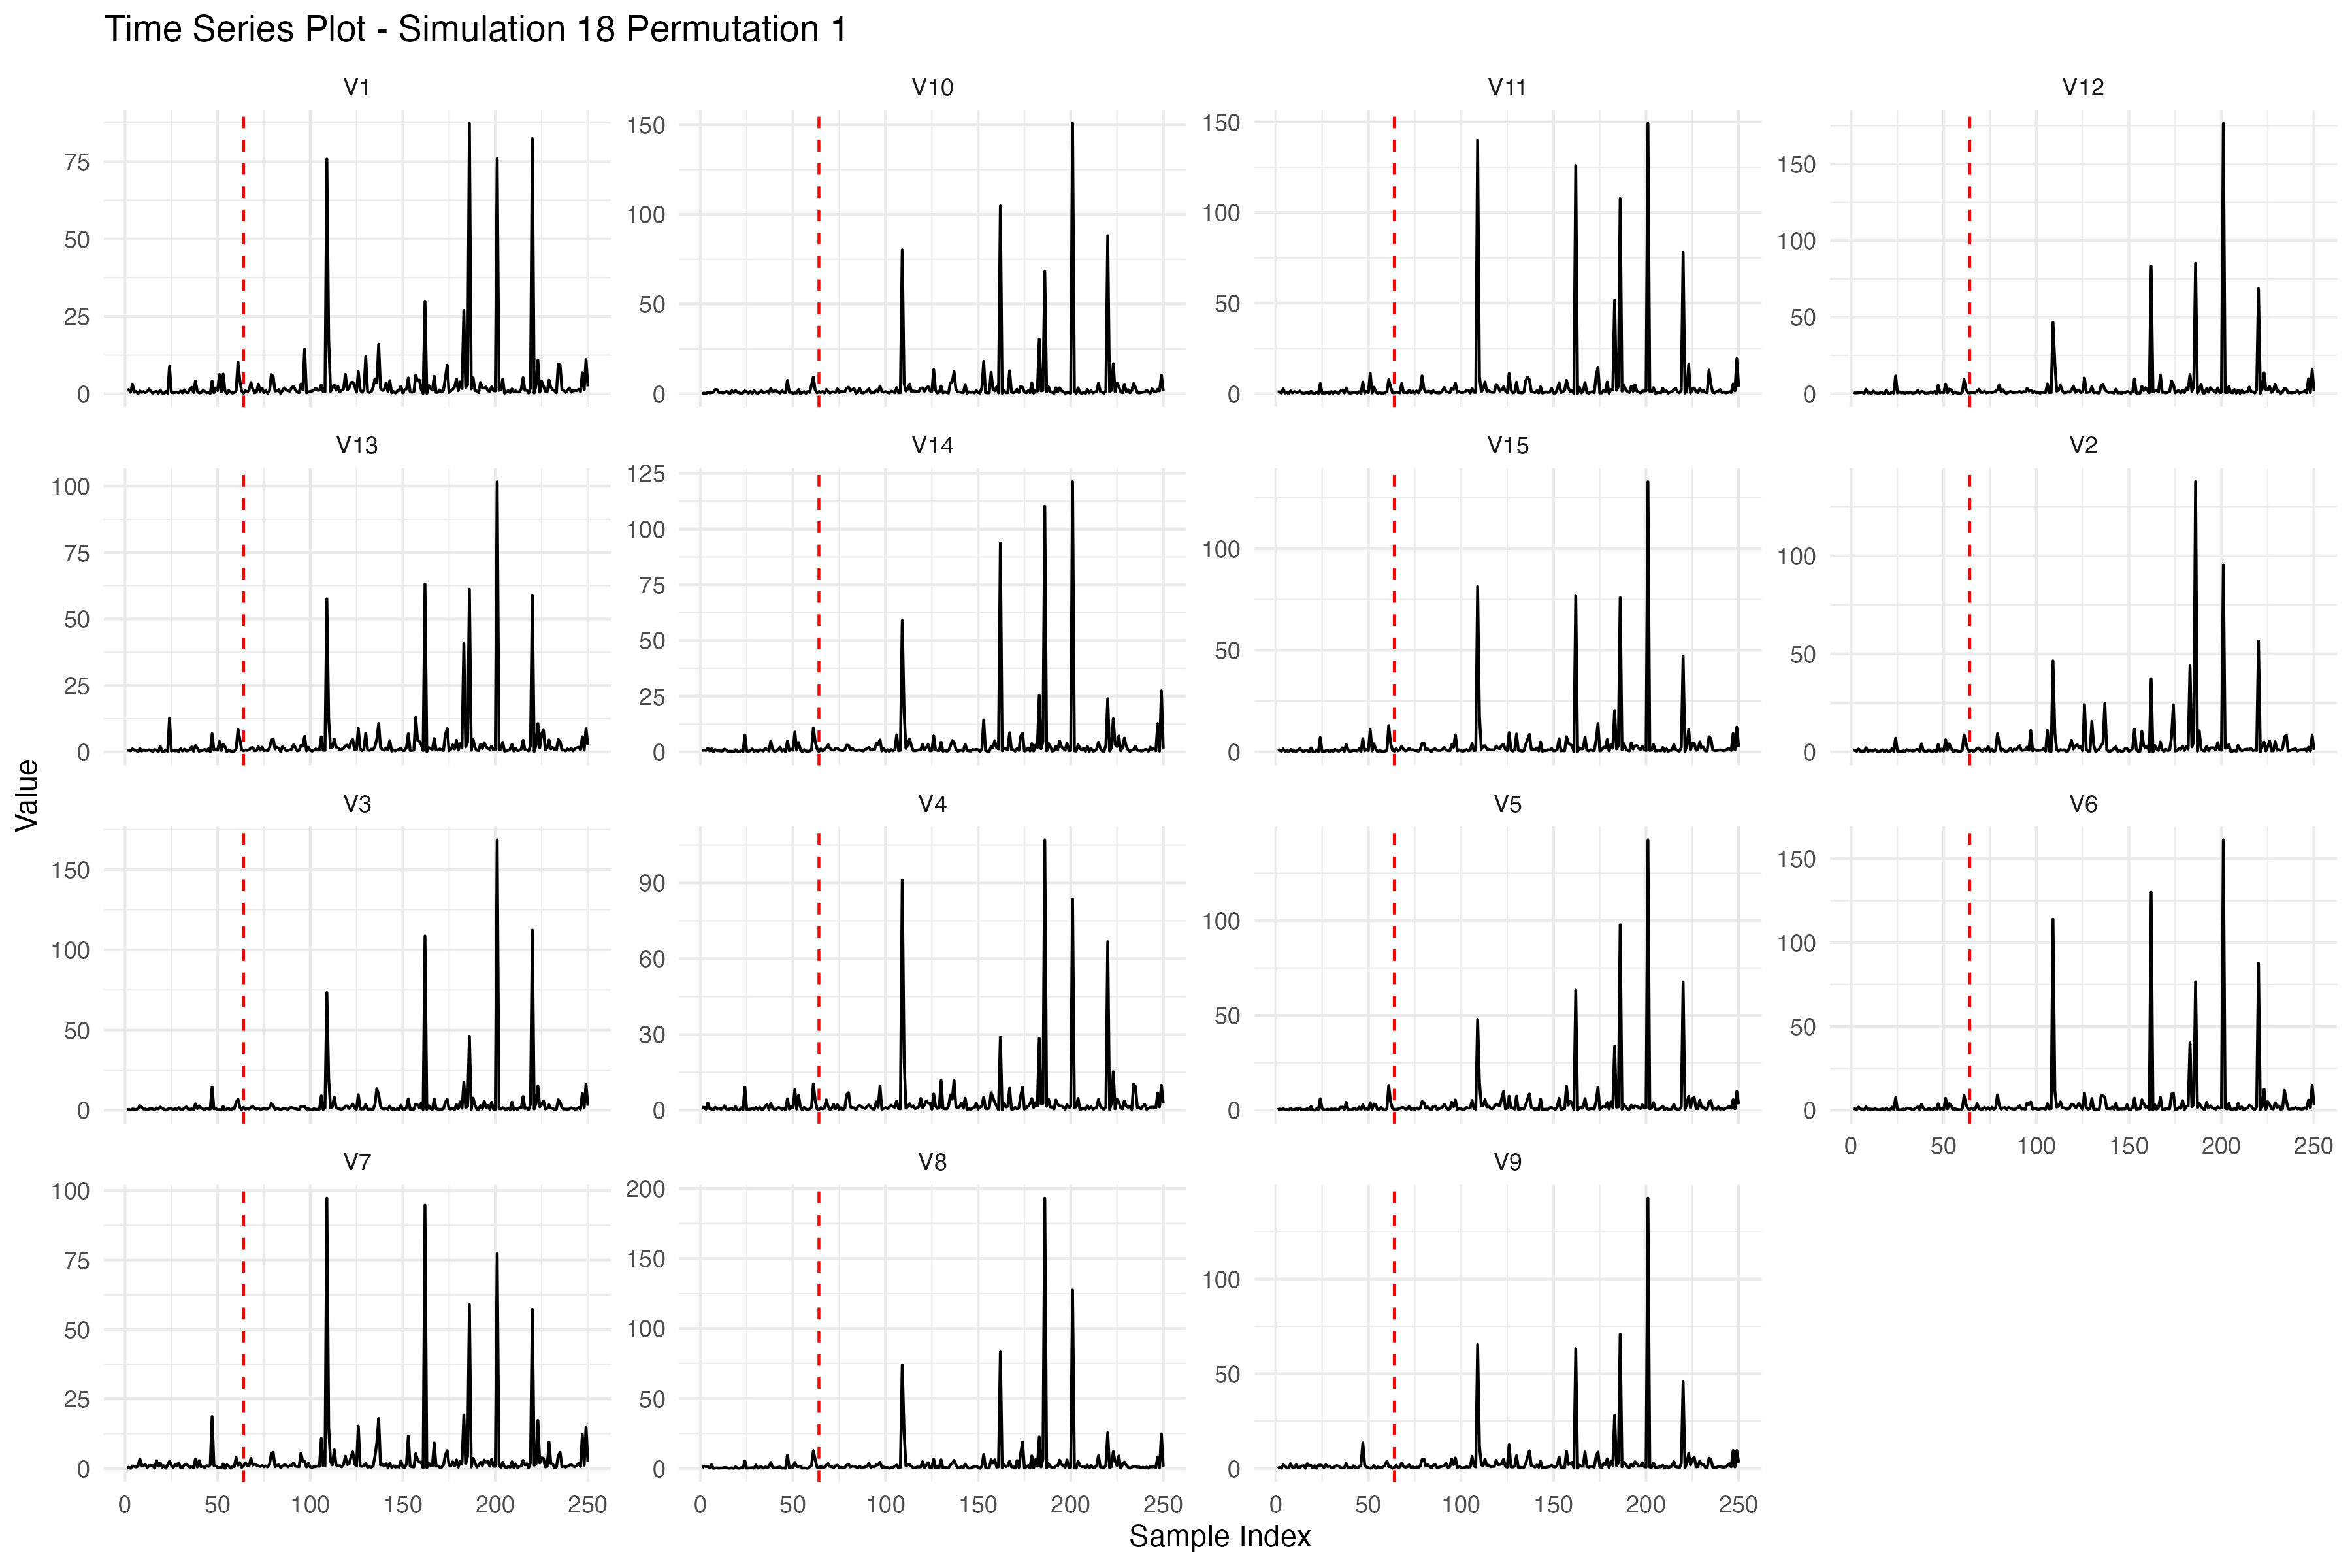 Time Series Plot - Simulation 18 Permutation 1
V1 V10 V11 V12
75 50 25 0
150 100 50 0
150 100 50 0
150 100 50 0
V13 V14 V15 V2
100 75 50 25 0
125 100 75 50 25 0
100 50 0
100 50 0
V3 V4 V5 V6
150 100 50 0
90 60 30 0
100 50 0
150 100 50 0
0 50 100 150 200 250
V7 V8 V9
100 75 50 25 0
200 150 100 50 0
100 50 0
0 50 100 150 200 250
0 50 100 150 200 250
0 50 100 150 200 250
Value
Sample Index